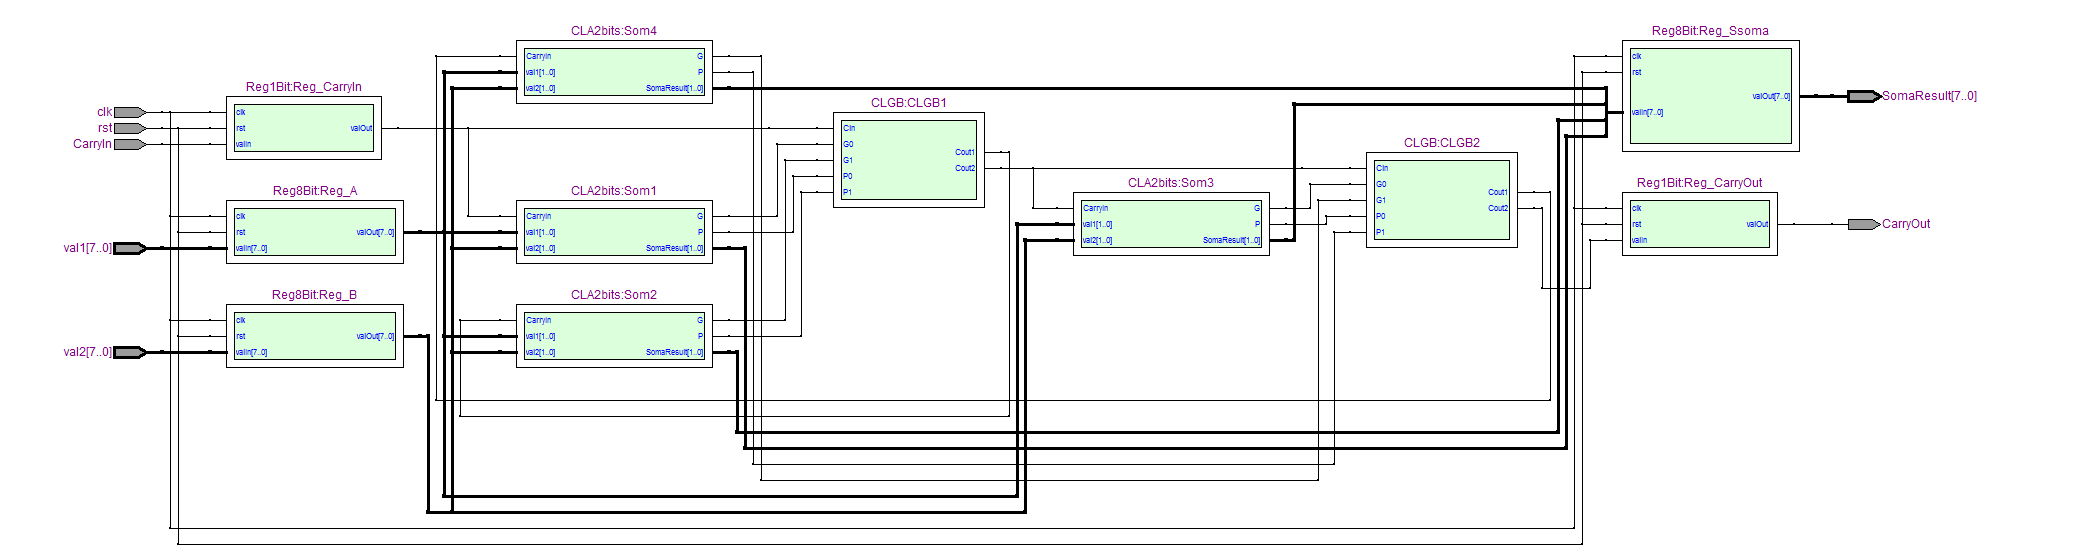 clk
rst
CarryIn
val1[7..0]
val2[7..0]
Reg1Bit:Reg_CarryIn
clk
rst
valIn
valOut
Reg8Bit:Reg_A
clk
rst
valIn[7..0]
valOut[7..0]
Reg8Bit:Reg_B
clk
rst
valIn[7..0]
valOut[7..0]
CLA2bits:Som4
CarryIn
val1[1..0]
val2[1..0]
G
P
SomaResult[1..0]
CLA2bits:Som1
CarryIn
val1[1..0]
val2[1..0]
G
P
SomaResult[1..0]
CLA2bits:Som2
CarryIn
val1[1..0]
val2[1..0]
G
P
SomaResult[1..0]
CLGB:CLGB1
Cin
G0
G1
P0
P1
Cout1
Cout2
CLA2bits:Som3
CarryIn
val1[1..0]
val2[1..0]
G
P
SomaResult[1..0]
CLGB:CLGB2
Cin
G0
G1
P0
P1
Cout1
Cout2
Reg8Bit:Reg_Ssoma
clk
rst
valIn[7..0]
valOut[7..0]
Reg1Bit:Reg_CarryOut
clk
rst
valIn
valOut
SomaResult[7..0]
CarryOut